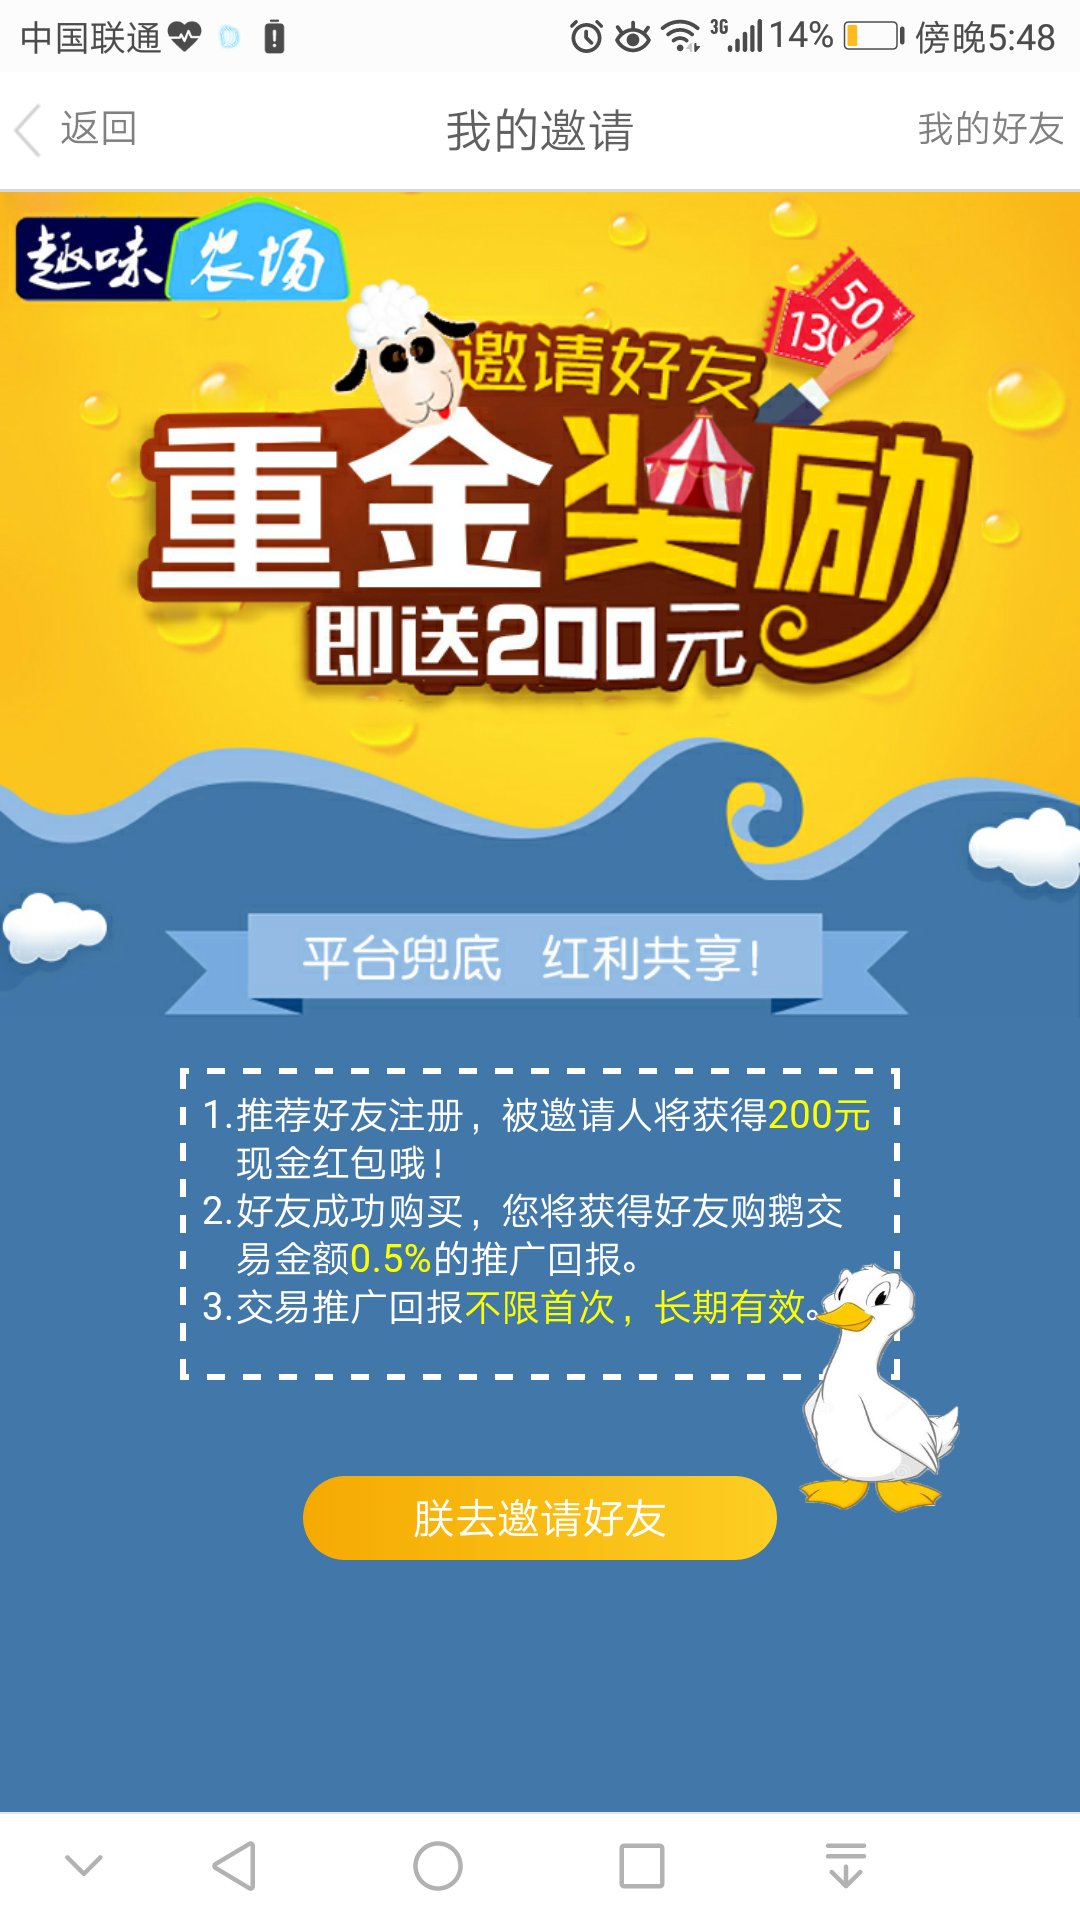 中国联通 3G 14% 傍晚5:48
返回 我的邀请 我的好友
趣味农场
50
130
邀请好友
重金奖励
即送200元
平台兜底 红利共享!
1.推荐好友注册，被邀请人将获得200元
现金红包哦!
2.好友成功购买，您将获得好友购鹅交
易金额0.5%的推广回报。
3.交易推广回报不限首次，长期有效。
朕去邀请好友